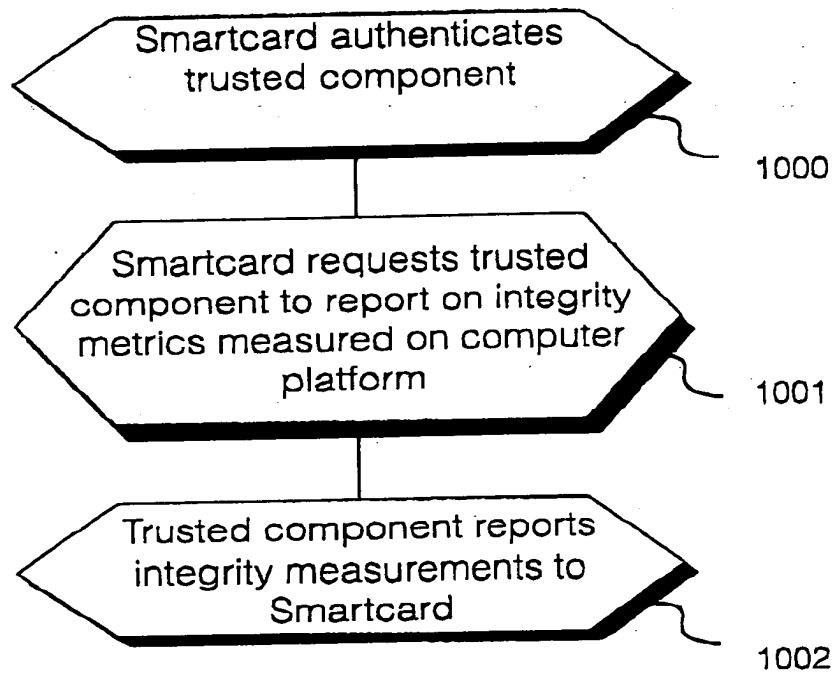 Smartcard authenticates
trusted component
1000
Smartcard requests trusted
component to report on integrity
metrics measured on computer
platform
1001
Trusted component reports
integrity measurements to
Smartcard
1002